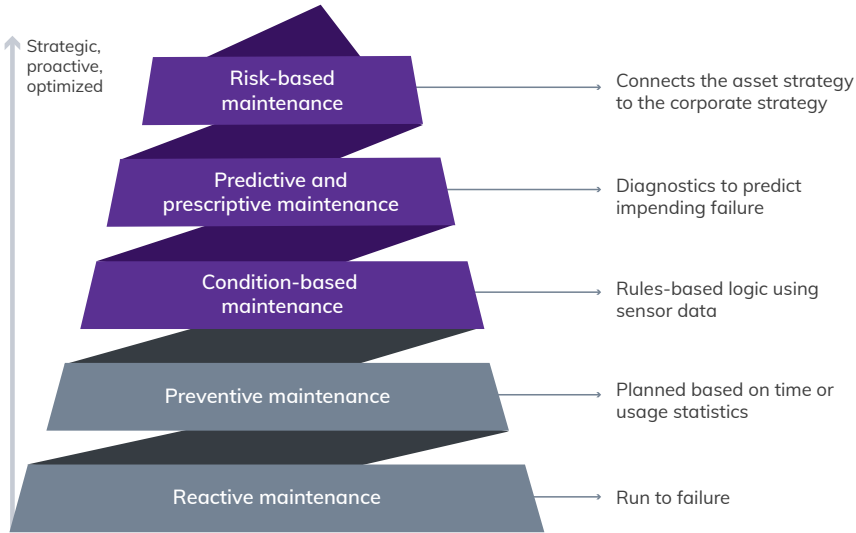 Strategic,
proactive,
optimized
Risk-based
maintenance
Connects the asset strategy
to the corporate strategy
Predictive and
prescriptive maintenance
Diagnostics to predict
impending failure
Condition-based
maintenance
Rules-based logic using
sensor data
Preventive maintenance
Planned based on time or
usage statistics
Reactive maintenance
Run to failure